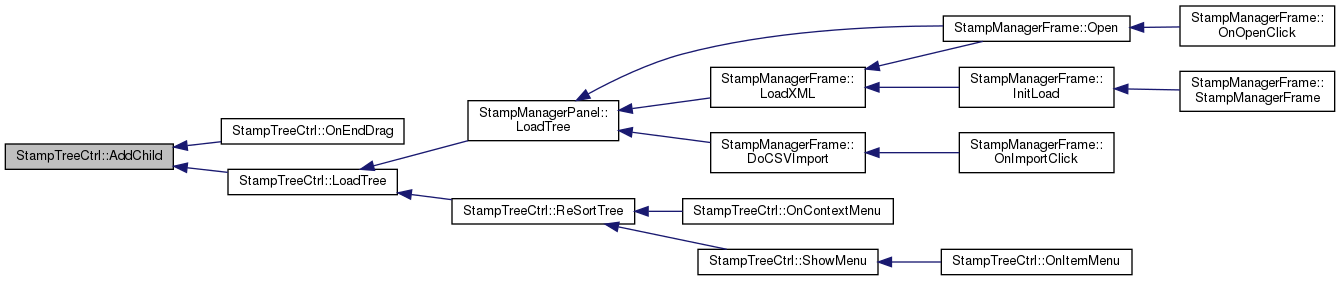 StampTreeCtrl::AddChild
StampTreeCtrl::OnEndDrag
StampTreeCtrl::LoadTree
StampManagerPanel::
LoadTree
StampManagerFrame::Open
StampManagerFrame::
OnOpenClick
StampManagerFrame::
LoadXML
StampManagerFrame::
InitLoad
StampManagerFrame::
StampManagerFrame
StampManagerFrame::
DoCSVImport
StampManagerFrame::
OnImportClick
StampTreeCtrl::ReSortTree
StampTreeCtrl::OnContextMenu
StampTreeCtrl::ShowMenu
StampTreeCtrl::OnItemMenu